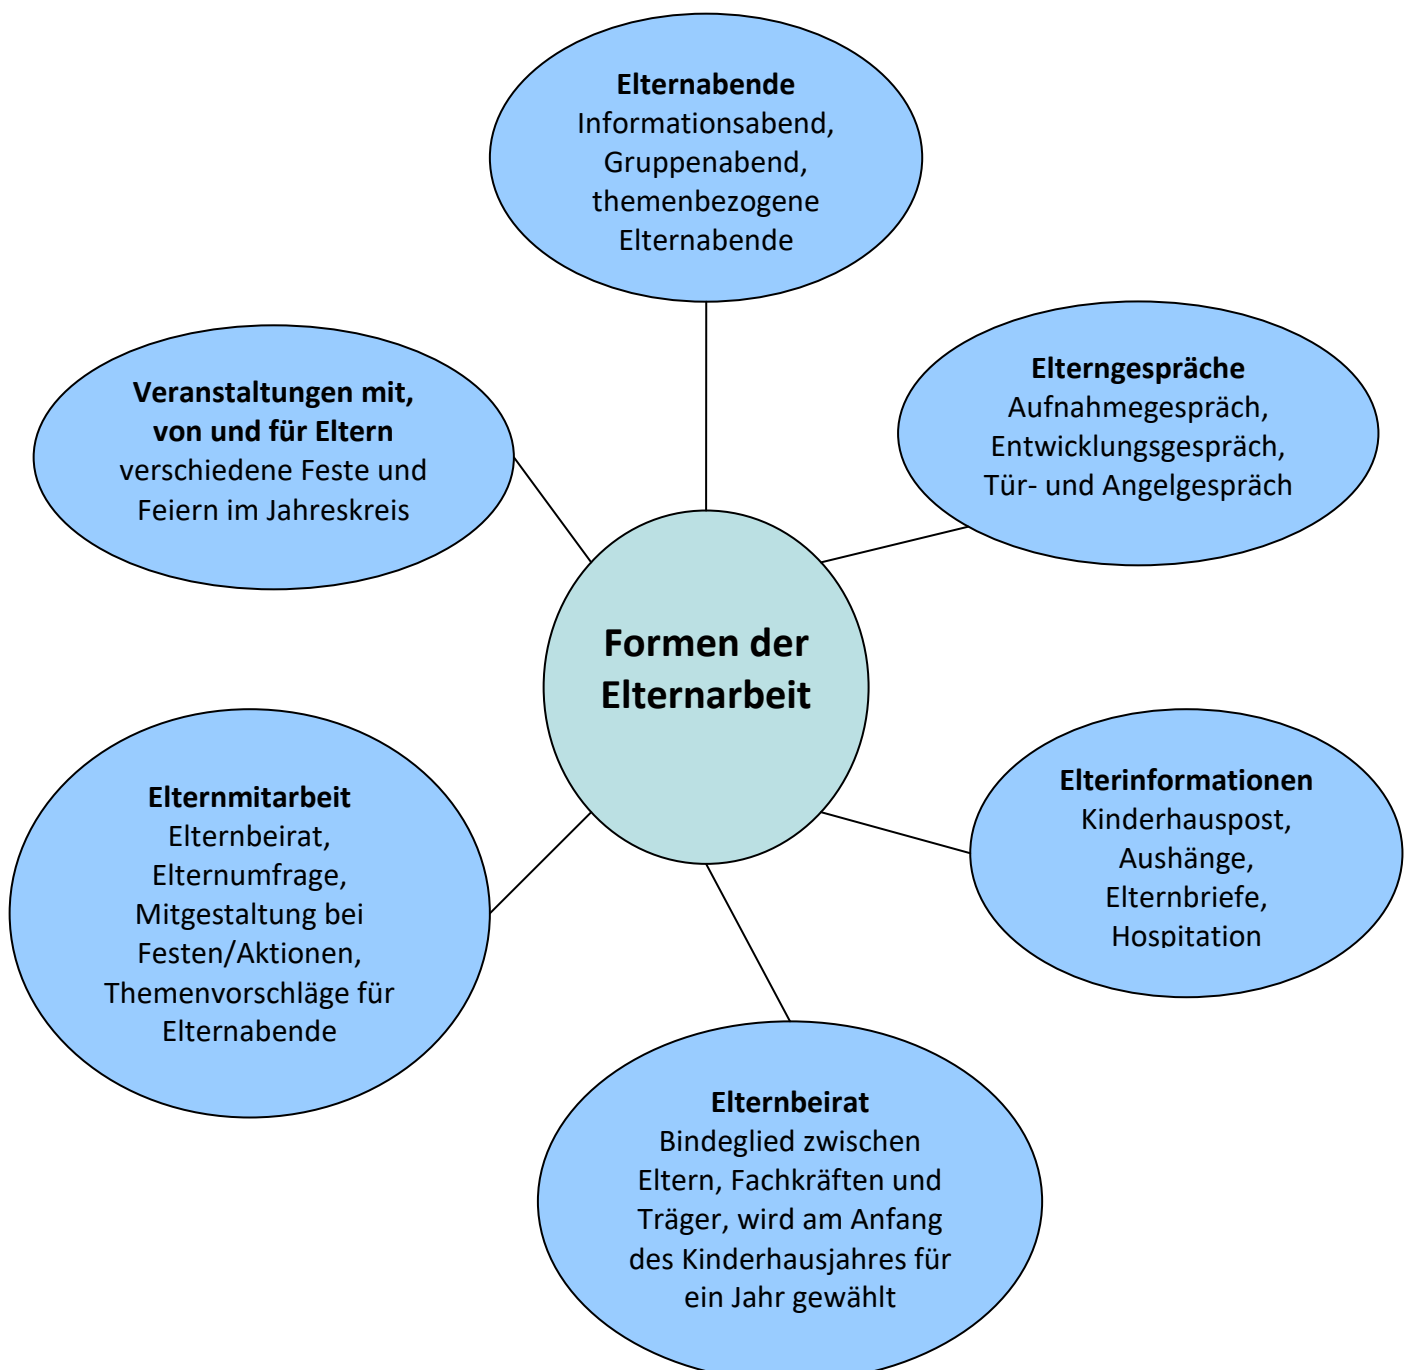 Elternabende
Informationsabend,
Gruppenabend,
themenbezogene
Elternabende
Elterngespräche
Aufnahmegespräch,
Entwicklungsgespräch,
Tür- und Angelgespräch
Veranstaltungen mit,
von und für Eltern
verschiedene Feste und
Feiern im Jahreskreis
Formen der
Elternarbeit
Elterinformationen
Kinderhauspost,
Aushänge,
Elternbriefe,
Hospitation
Elternmitarbeit
Elternbeirat,
Elternumfrage,
Mitgestaltung bei
Festen/Aktionen,
Themenvorschläge für
Elternabende
Elternbeirat
Bindeglied zwischen
Eltern, Fachkräften und
Träger, wird am Anfang
des Kinderhausjahres für
ein Jahr gewählt